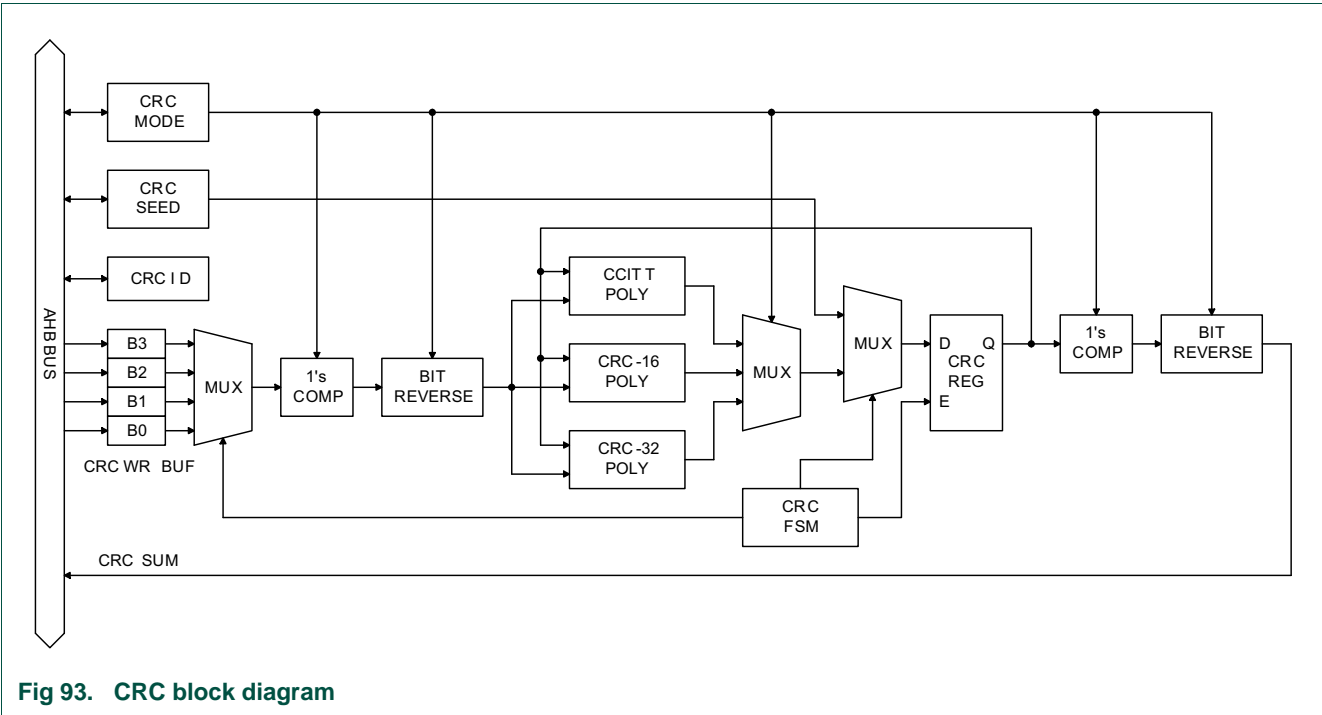 CRC
MODE
CRC
SEED
CRC ID
AHB BUS
B3
B2
B1
B0
CRC WR BUF
MUX
1's
COMP
BIT
REVERSE
CCITT
POLY
CRC-16
POLY
CRC-32
POLY
MUX
MUX
D Q
CRC
REG
E
1's
COMP
BIT
REVERSE
CRC
FSM
CRC SUM
Fig 93. CRC block diagram